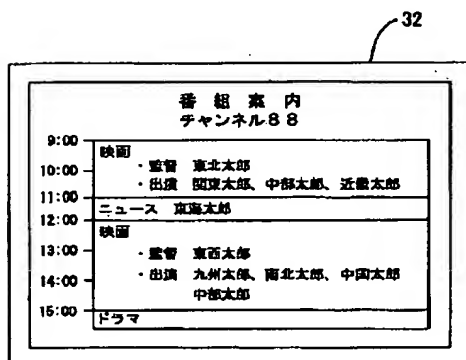 32
番組案内
チャンネル88
9:00
映画
10:00
・監督 東北太郎
・出演 関東太郎、中部太郎、近畿太郎
11:00
ニュース 東海太郎
12:00
映画
13:00
・監督 東西太郎
14:00
・出演 九州太郎、南北太郎、中国太郎
中部太郎
15:00
ドラマ